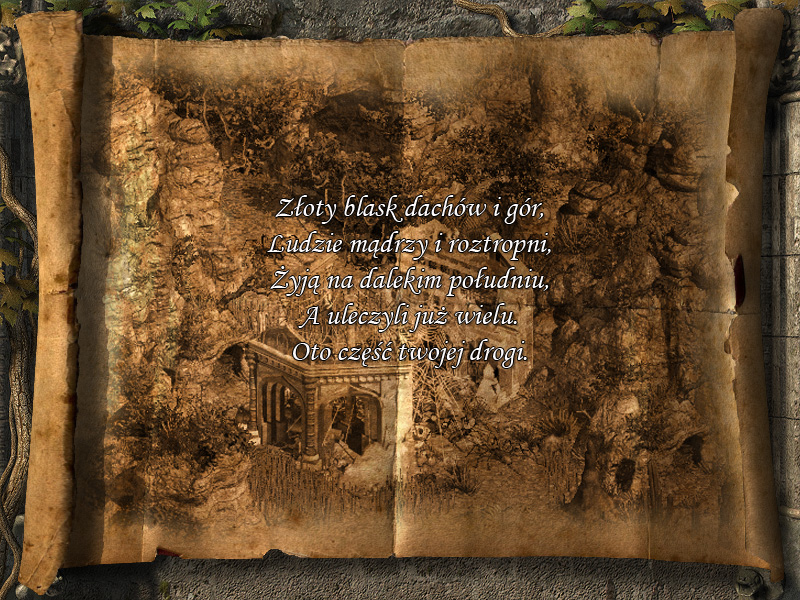 Złoty blask dachów i gór,
Ludzie mądrzy i roztropni,
Żyją na dalekim południu,
A uleczyli już wielu.
Oto część twojej drogi.